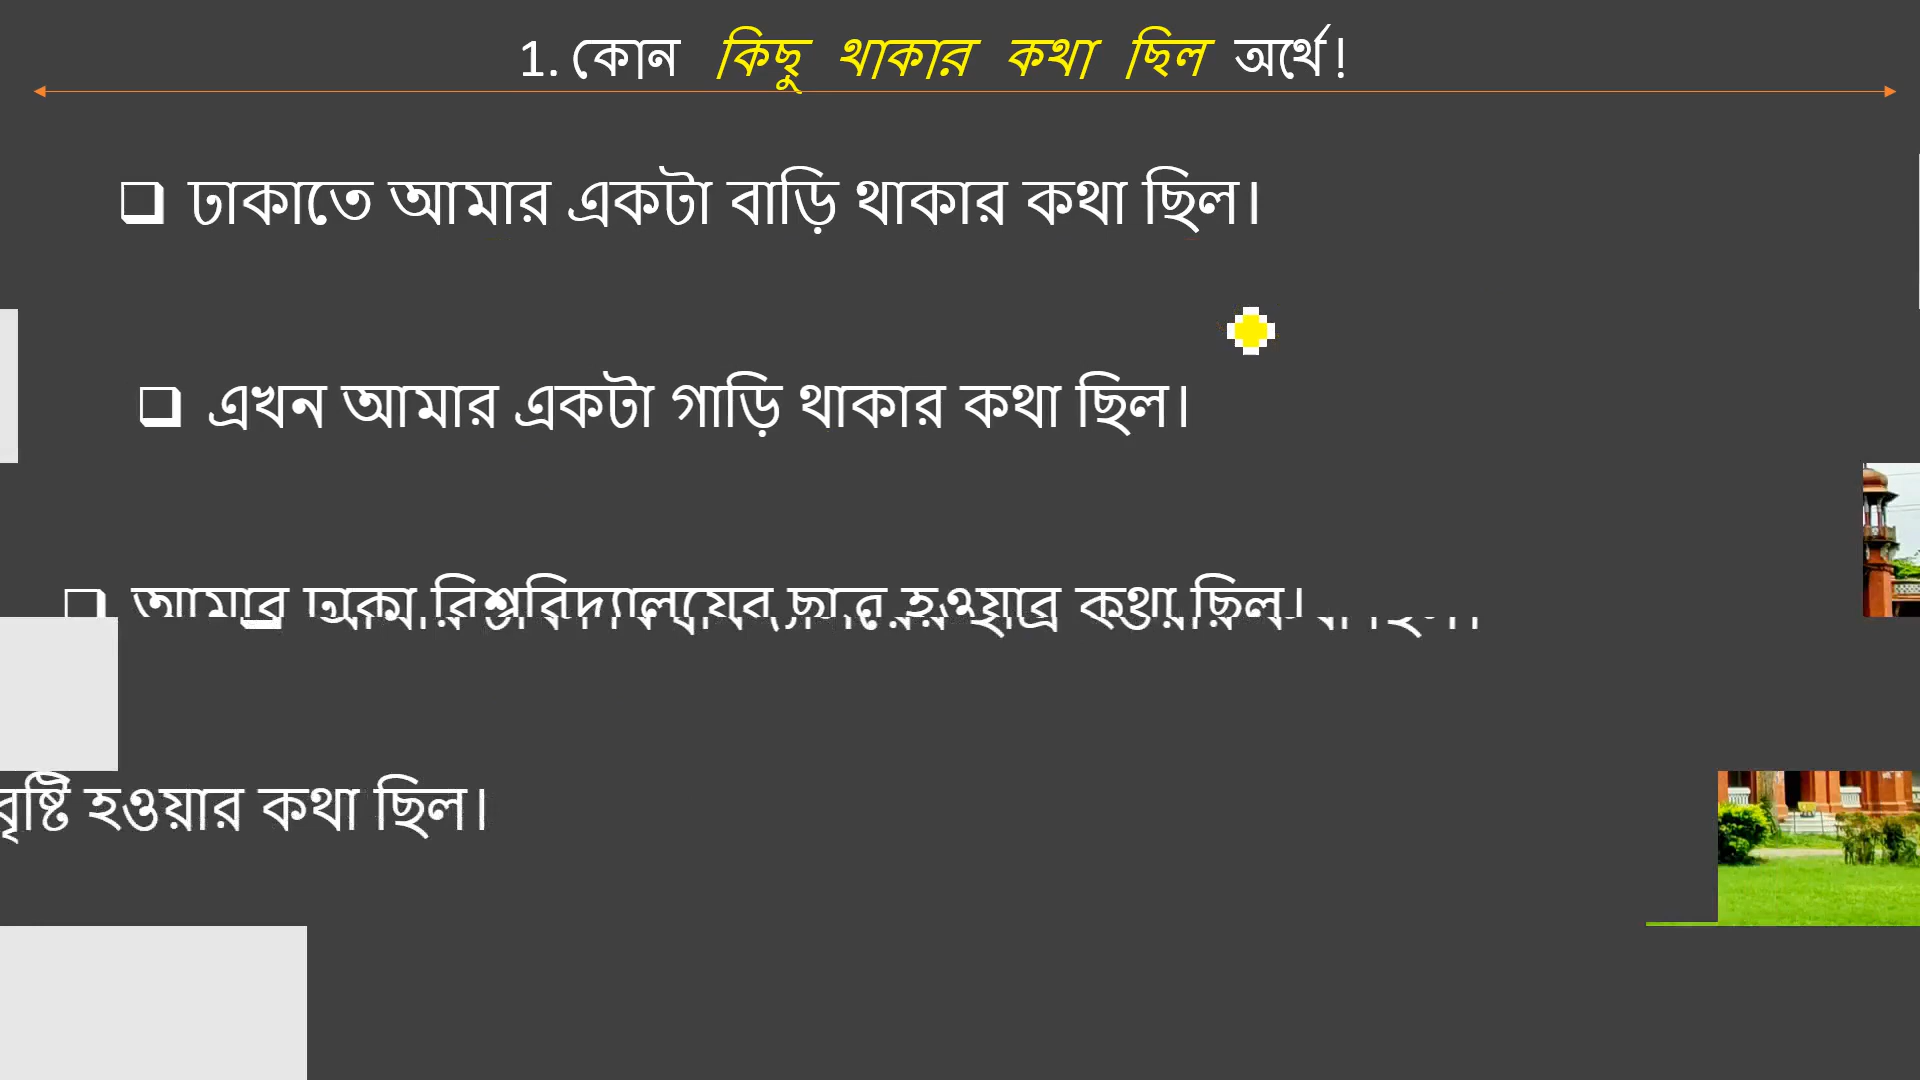 1. কোন কিছু থাকার কথা ছিল অর্থে!
❑ ঢাকাতে আমার একটা বাড়ি থাকার কথা ছিল।
❑ এখন আমার একটা গাড়ি থাকার কথা ছিল।
❑ আমার ঢাকা বিশ্ববিদ্যালয়ের ছাত্র হওয়ার কথা ছিল।
বৃষ্টি হওয়ার কথা ছিল।